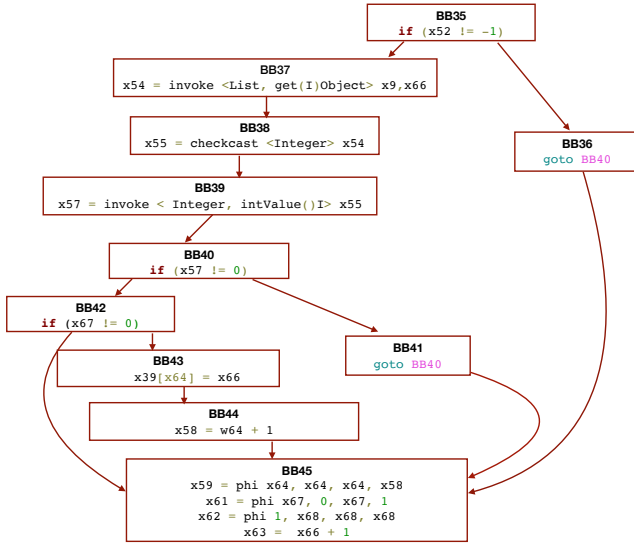 BB35
if (x52 != -1)
BB37
x54 = invoke <List, get(I)Object> x9,x66
BB38
x55 = checkcast <Integer> x54
BB36
goto BB40
BB39
x57 = invoke < Integer, intValue()I> x55
BB40
if (x57 != 0)
BB42
if (x67 != 0)
BB41
goto BB40
BB43
x39[x64] = x66
BB44
x58 = w64 + 1
BB45
x59 = phi x64, x64, x64, x58
x61 = phi x67, 0, x67, 1
x62 = phi 1, x68, x68, x68
x63 = x66 + 1